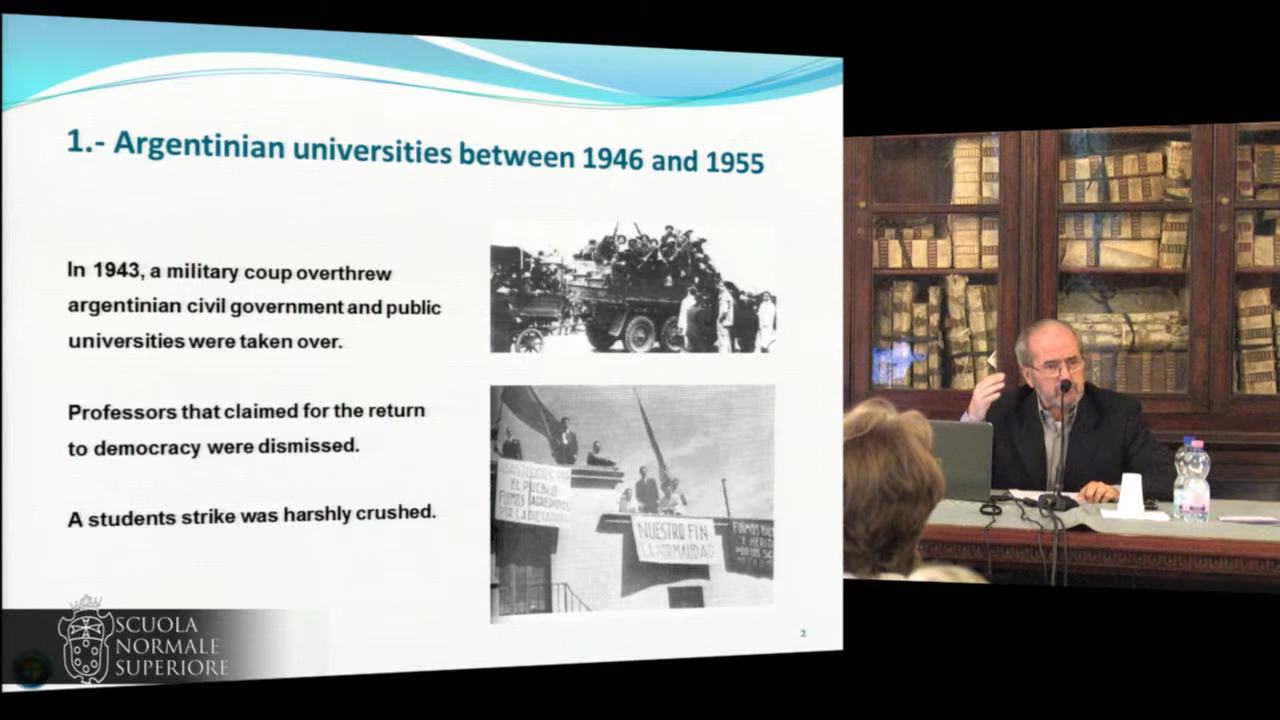 1.- Argentinian universities between 1946 and 1955
In 1943, a military coup overthrew
argentinian civil government and public
universities were taken over.
Professors that claimed for the return
to democracy were dismissed.
A students strike was harshly crushed.
EL PUEBLO
FUIMOS AGREDIDOS
POR LA
NUESTRO FIN
LA NORMALIDAD
FUIMOS
Y
2
SCUOLA
NORMALE
SUPERIORE